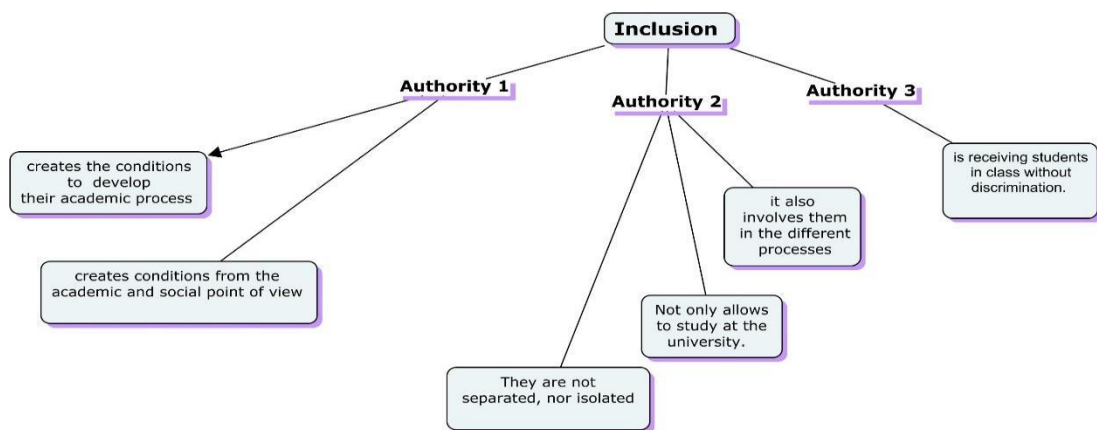 Inclusion
Authority 1
Authority 2
Authority 3
creates the conditions
to develop
their academic process
creates conditions from the
academic and social point of view
They are not
separated, nor isolated
Not only allows
to study at the
university.
it also
involves them
in the different
processes
is receiving students
in class without
discrimination.